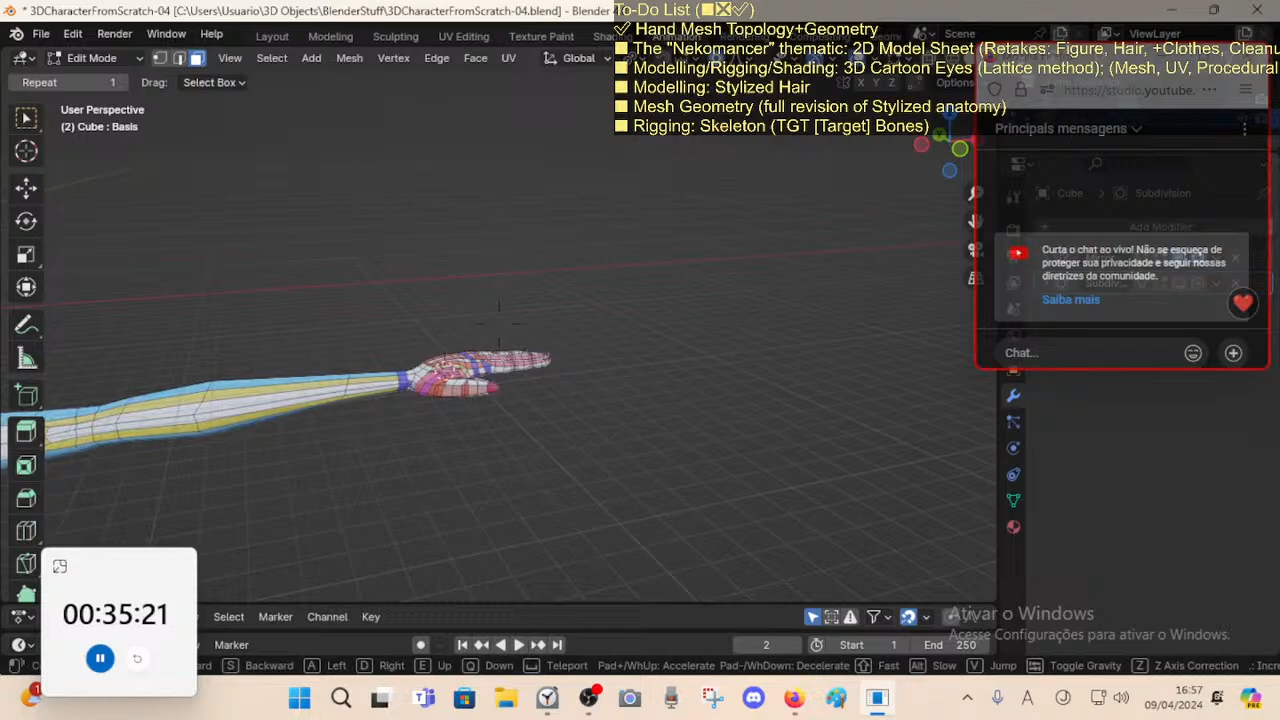 * 3DCharacterFromScratch-04 [C:\Users\Usuario\3D Objects\BlenderStuff\3DCharacterFromScratch-04.blend] - Blender
To-Do List (■☒✓)
✓ Hand Mesh Topology+Geometry
■ The "Nekomancer" thematic: 2D Model Sheet (Retakes: Figure, Hair, +Clothes, Clean
■ Modelling/Rigging/Shading: 3D Cartoon Eyes (Lattice method); (Mesh, UV, Procedural
■ Modelling: Stylized Hair
■ Mesh Geometry (full revision of Stylized anatomy)
■ Rigging: Skeleton (TGT [Target] Bones)
File Edit Render Window Help Layout Modeling Sculpting UV Editing Texture Paint Scene ViewLayer
Edit Mode View Select Add Mesh Vertex Edge Face UV Global
Repeat 1 Drag: Select Box
X Y Z Options
https://studio.youtube.
User Perspective
(2) Cube : Basis
Principais mensagens
Cube > Subdivision
Add Modifier
Curta o chat ao vivo! Não se esqueça de
proteger sua privacidade e seguir nossas
diretrizes da comunidade.
Saiba mais
Chat...
00:35:21
Ativar o Windows
Acesse Configurações para ativar o Windows.
Select Marker Channel Key
Marker 2 Start 1 End 250
S Backward A Left D Right E Up Q Down Teleport Pad+/WhUp: Accelerate Pad-/WhDown: Decelerate Fast Alt Slow V Jump Toggle Gravity Z Z Axis Correction
16:57
09/04/2024
PRE